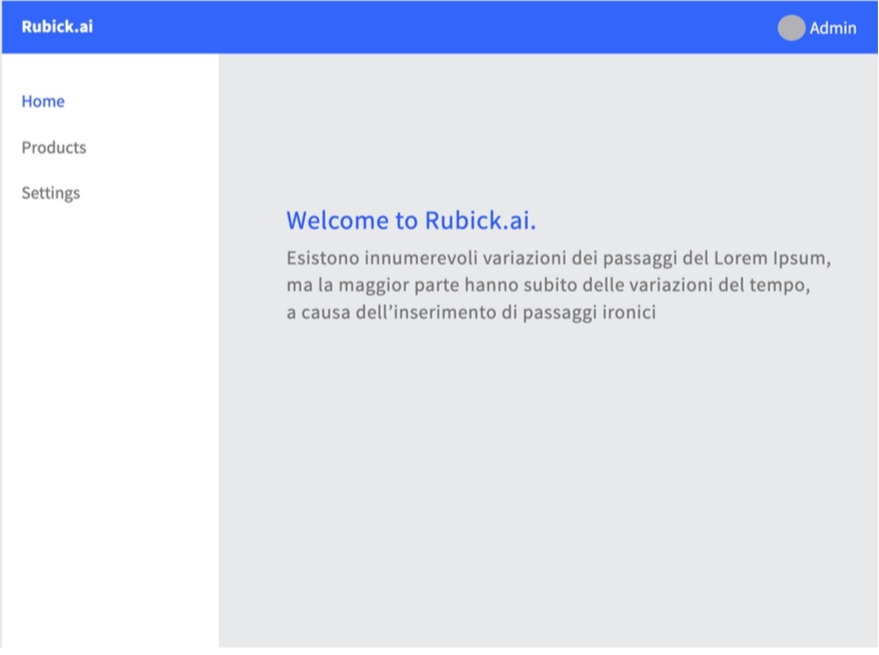 Rubick.ai
Admin
Home
Products
Settings
Welcome to Rubick.ai.
Esistono innumerevoli variazioni dei passaggi del Lorem Ipsum,
ma la maggior parte hanno subito delle variazioni del tempo,
a causa dell’inserimento di passaggi ironici